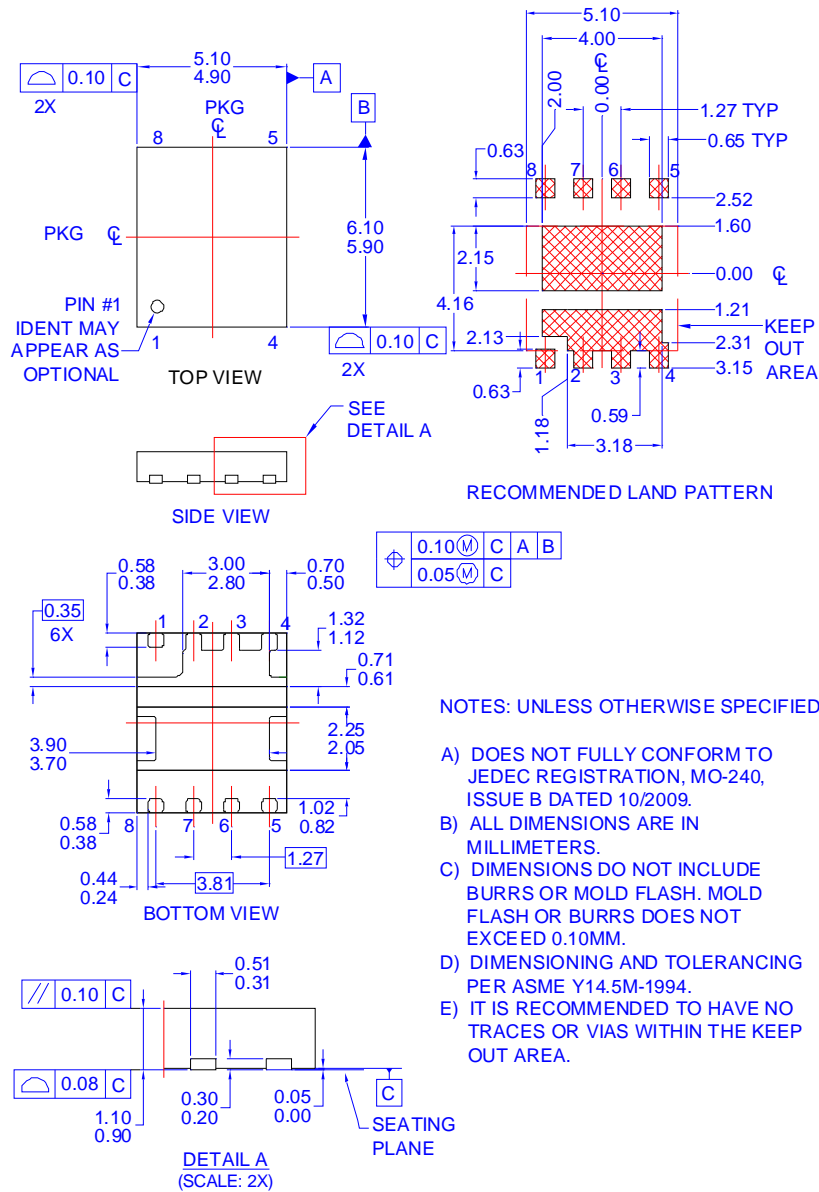 5.10
4.90
⌓ 0.10 C
2X
A
B
PKG
℄
8 5
6.10
5.90
PKG ℄
PIN #1
IDENT MAY
APPEAR AS
OPTIONAL
1 4
⌓ 0.10 C
2X
TOP VIEW
5.10
4.00
℄
2.00
0.00
1.27 TYP
0.65 TYP
0.63
8 7 6 5
2.52
1.60
2.15
0.00 ℄
4.16
1.21
KEEP
OUT
AREA
2.13
2.31
3.15
1 2 3 4
0.63
0.59
1.18
3.18
RECOMMENDED LAND PATTERN
SEE
DETAIL A
SIDE VIEW
⌖ 0.10Ⓜ C A B
0.05Ⓜ C
0.58
0.38
3.00
2.80
0.70
0.50
0.35
6X
1 2 3 4
1.32
1.12
0.71
0.61
3.90
3.70
2.25
2.05
0.58
0.38
1.02
0.82
8 7 6 5
1.27
0.44
0.24
3.81
BOTTOM VIEW
NOTES: UNLESS OTHERWISE SPECIFIED
A) DOES NOT FULLY CONFORM TO
JEDEC REGISTRATION, MO-240,
ISSUE B DATED 10/2009.
B) ALL DIMENSIONS ARE IN
MILLIMETERS.
C) DIMENSIONS DO NOT INCLUDE
BURRS OR MOLD FLASH. MOLD
FLASH OR BURRS DOES NOT
EXCEED 0.10MM.
D) DIMENSIONING AND TOLERANCING
PER ASME Y14.5M-1994.
E) IT IS RECOMMENDED TO HAVE NO
TRACES OR VIAS WITHIN THE KEEP
OUT AREA.
0.51
0.31
// 0.10 C
⌓ 0.08 C
1.10
0.90
0.30
0.20
0.05
0.00
C
SEATING
PLANE
DETAIL A
(SCALE: 2X)